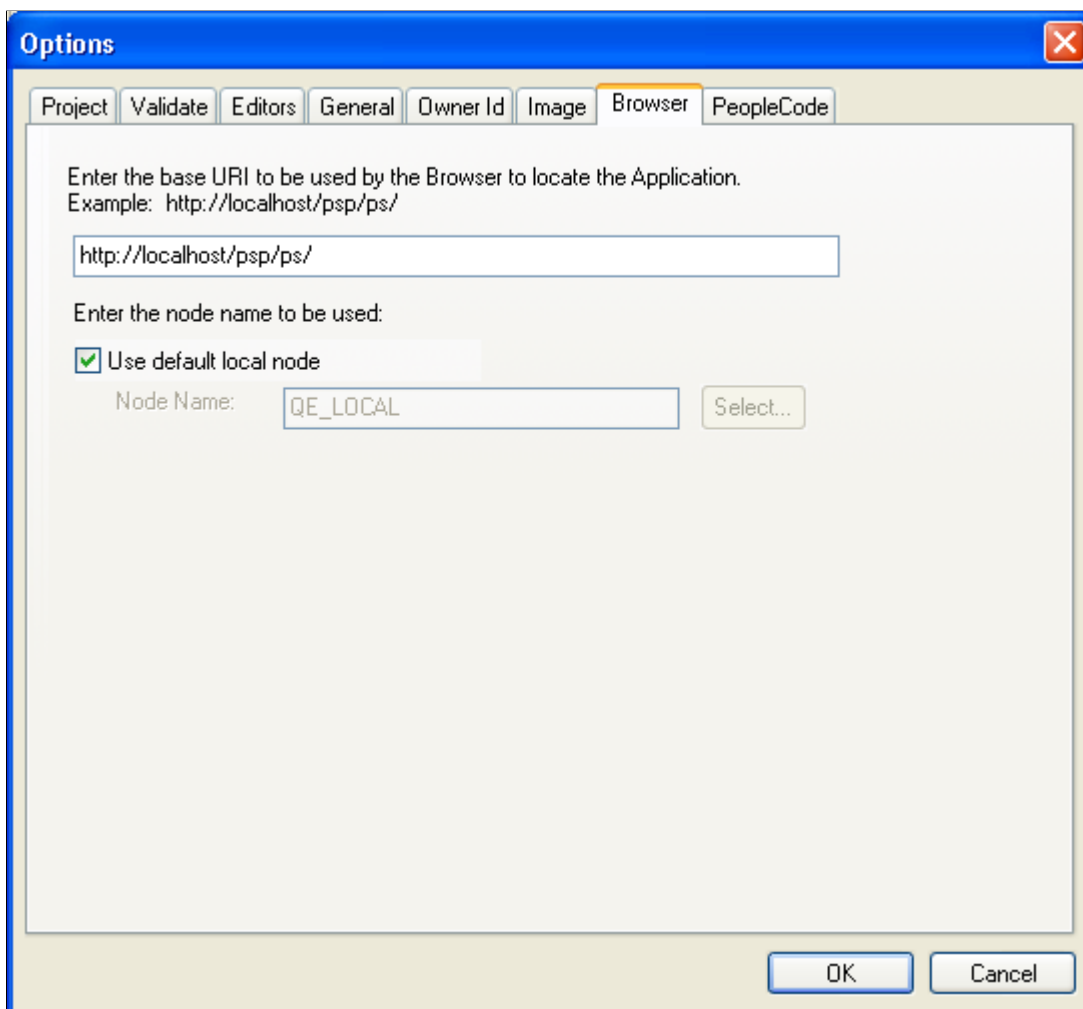 Options
Project Validate Editors General Owner Id Image Browser PeopleCode
Enter the base URI to be used by the Browser to locate the Application.
Example: http://localhost/psp/ps/
http://localhost/psp/ps/
Enter the node name to be used:
Use default local node
Node Name: QE_LOCAL Select...
OK Cancel